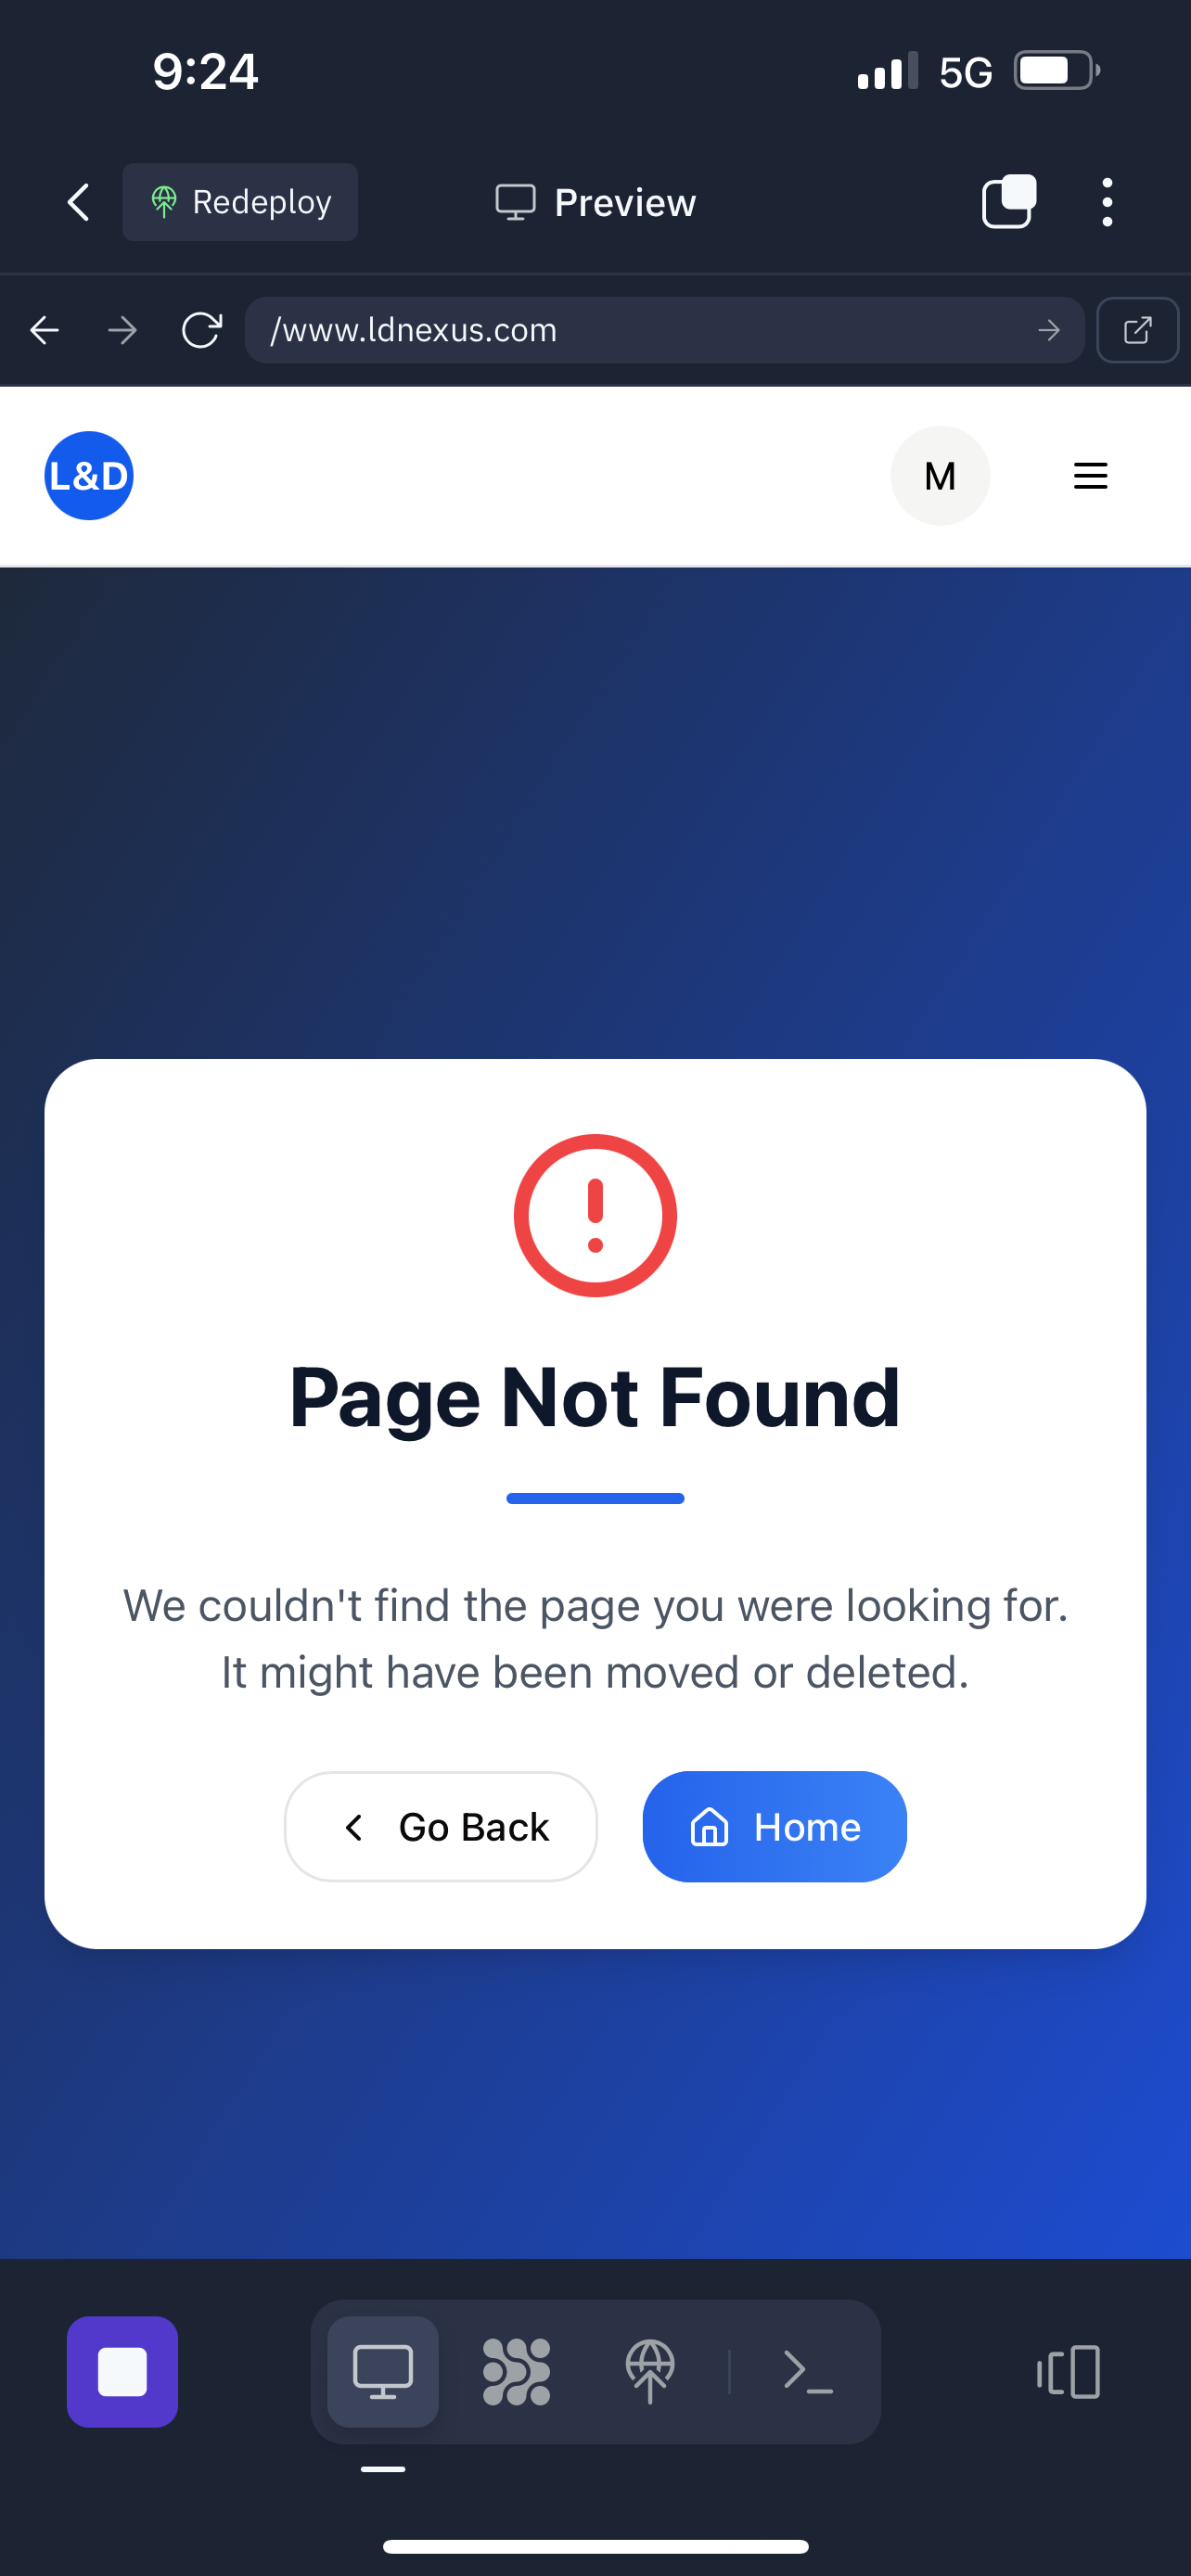 9:24
5G
Redeploy
Preview
/www.ldnexus.com
L&D
M
Page Not Found
We couldn't find the page you were looking for.
It might have been moved or deleted.
Go Back
Home